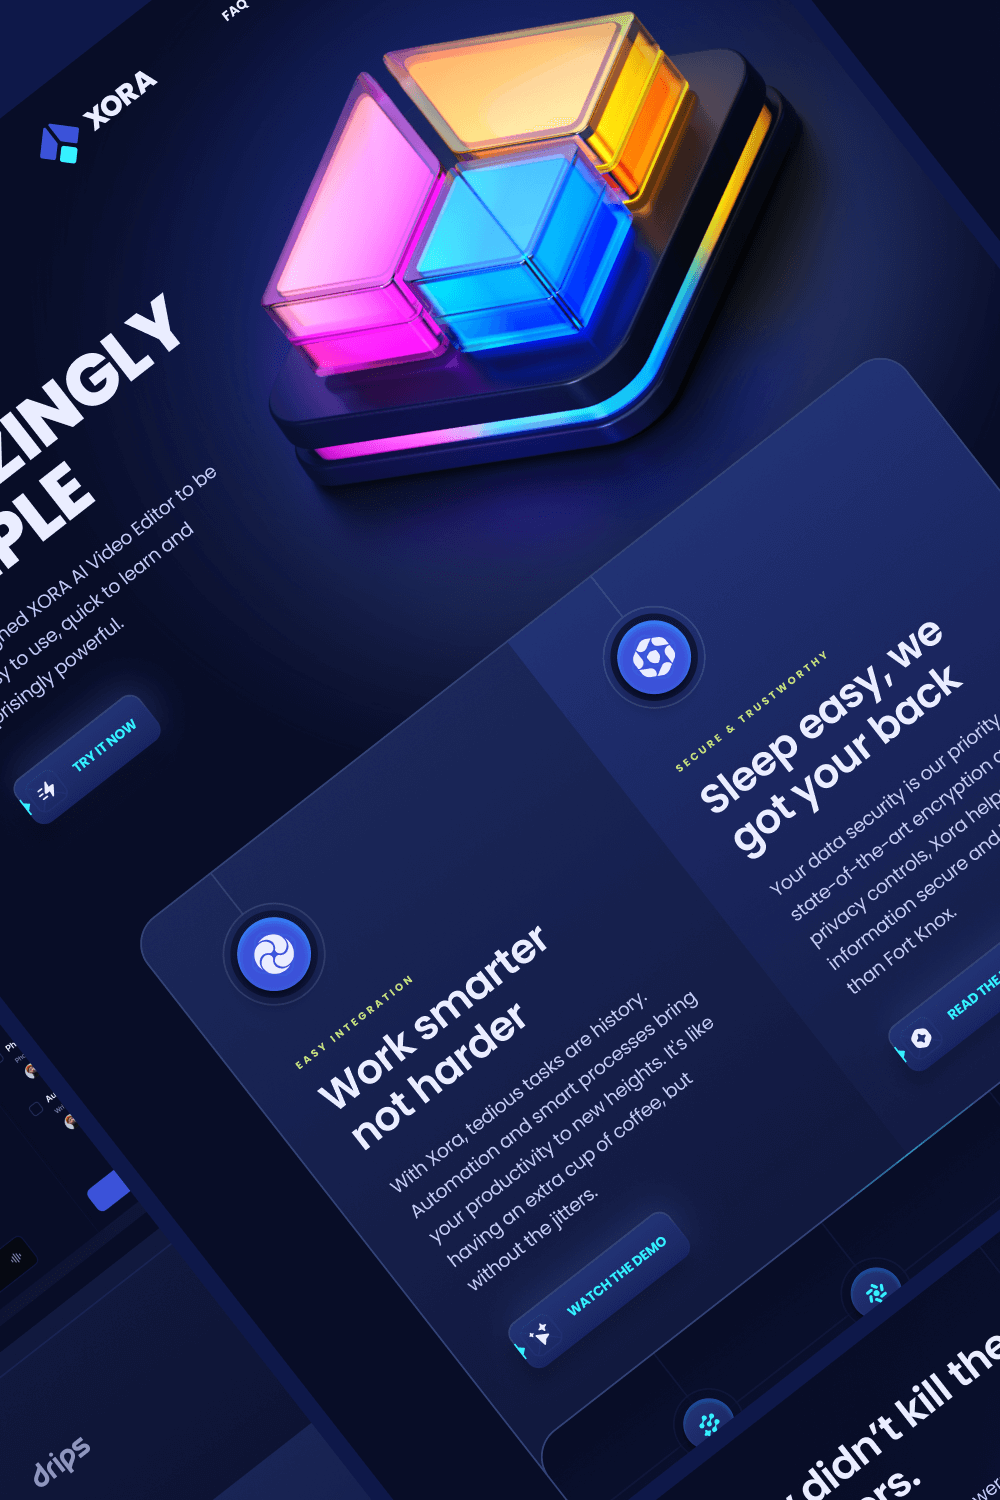 FAQ
XORA
ZINGLY
PLE
XORA AI Video Editor to be
to use, quick to learn and
powerful.
TRY IT NOW
SECURE & TRUSTWORTHY
Sleep easy, we
got your back
Your data security is our priority
state-of-the-art encryption
privacy controls, Xora
information secure and
than Fort Knox.
READ THE
EASY INTEGRATION
Work smarter
not harder
With Xora, tedious tasks are history.
Automation and smart processes bring
your productivity to new heights. It's like
having an extra cup of coffee, but
without the jitters.
WATCH THE DEMO
didn't kill the
drips